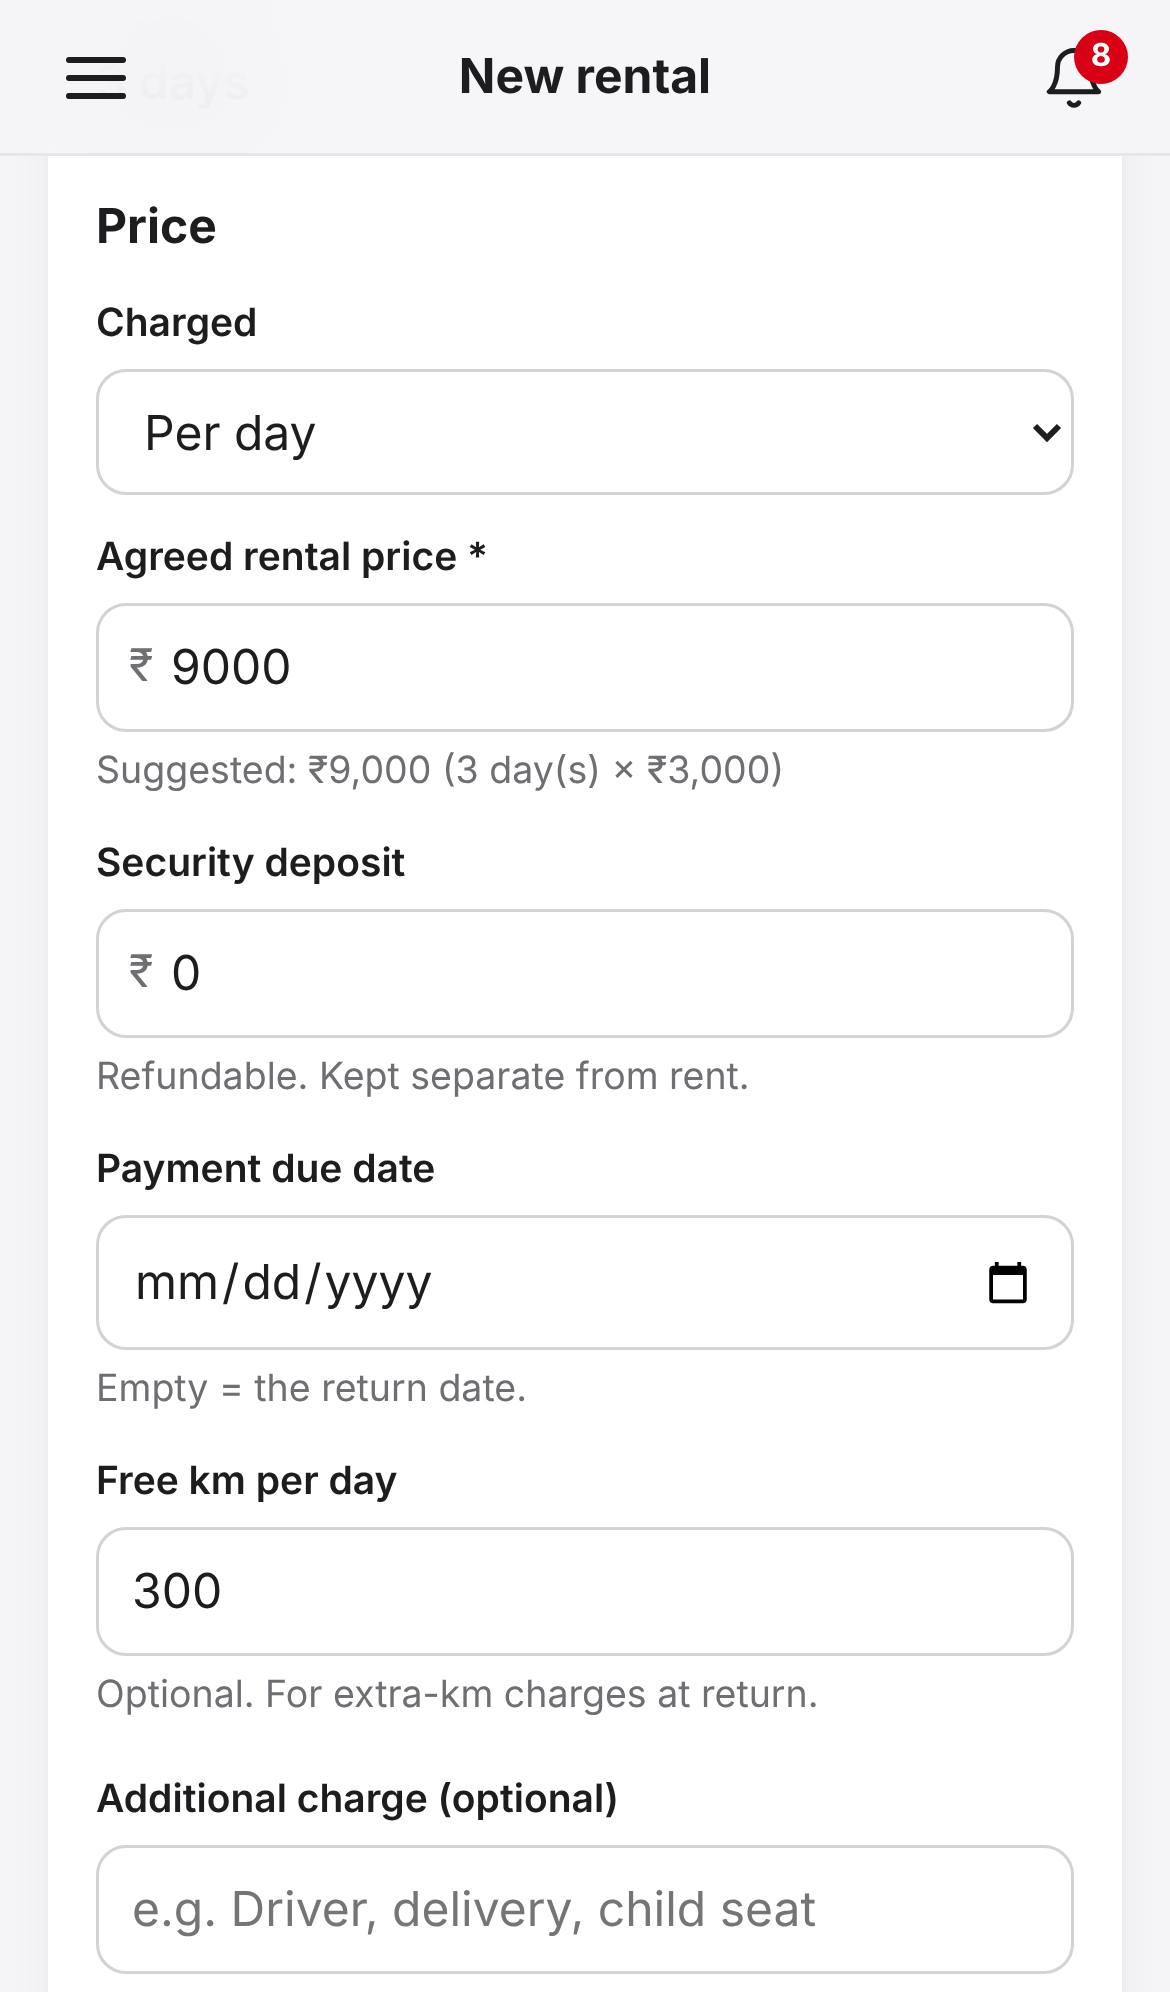 days
New rental
8
Price
Charged
Per day
Agreed rental price *
₹ 9000
Suggested: ₹9,000 (3 day(s) × ₹3,000)
Security deposit
₹ 0
Refundable. Kept separate from rent.
Payment due date
mm/dd/yyyy
Empty = the return date.
Free km per day
300
Optional. For extra-km charges at return.
Additional charge (optional)
e.g. Driver, delivery, child seat